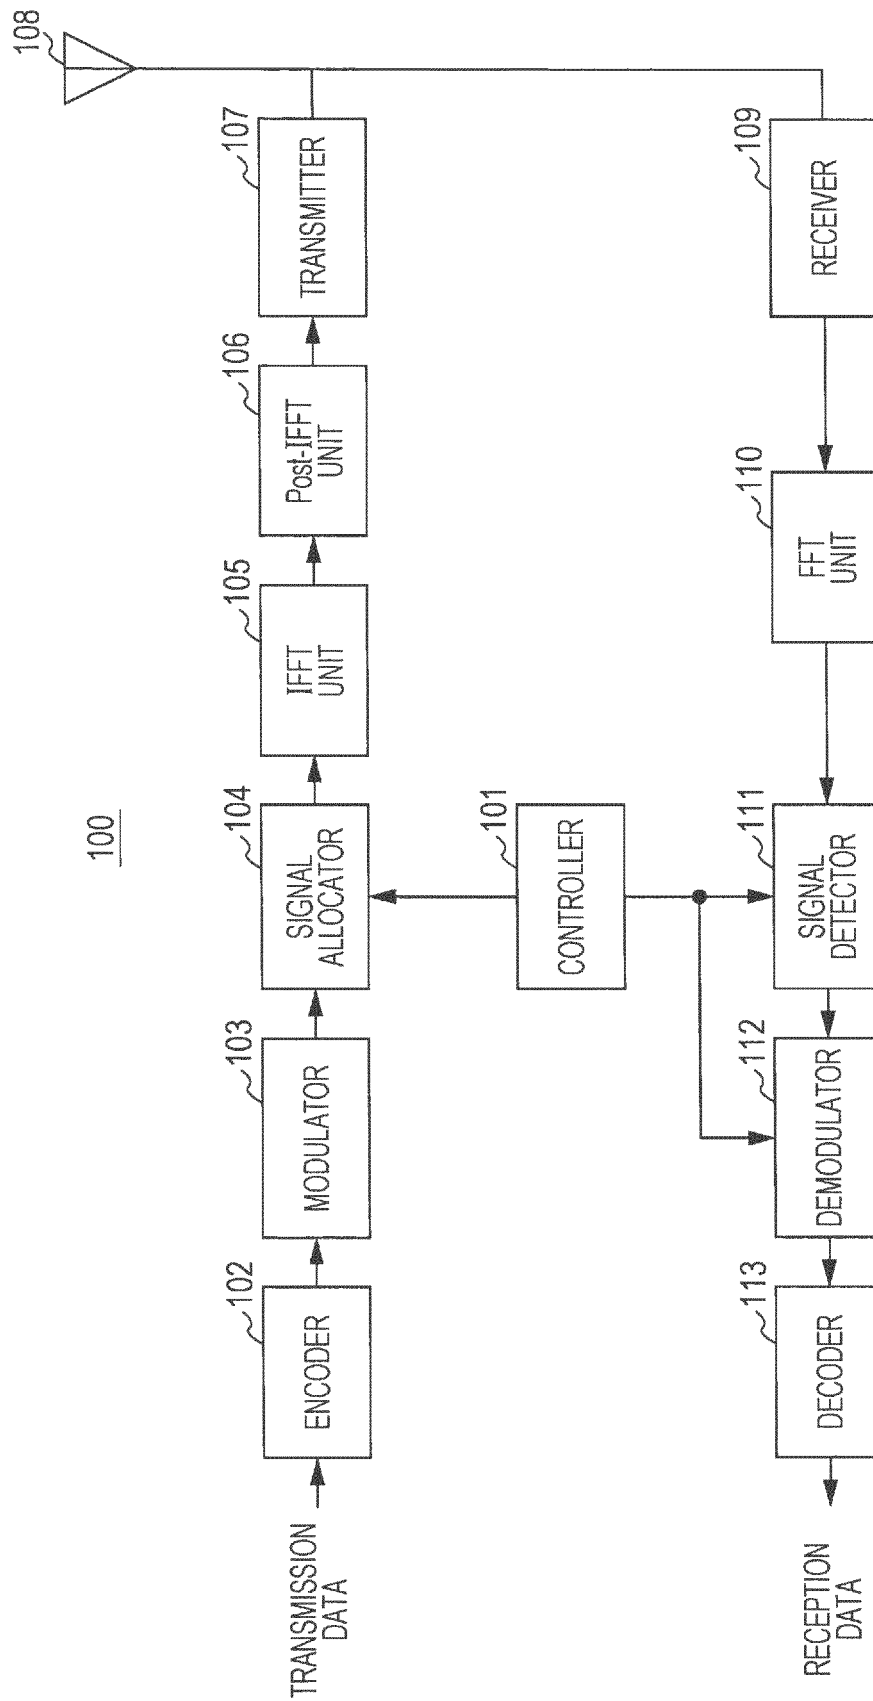 100
108
TRANSMISSION
DATA
102
ENCODER
103
MODULATOR
104
SIGNAL
ALLOCATOR
105
IFFT
UNIT
106
Post-IFFT
UNIT
107
TRANSMITTER
101
CONTROLLER
RECEPTION
DATA
113
DECODER
112
DEMODULATOR
111
SIGNAL
DETECTOR
110
FFT
UNIT
109
RECEIVER